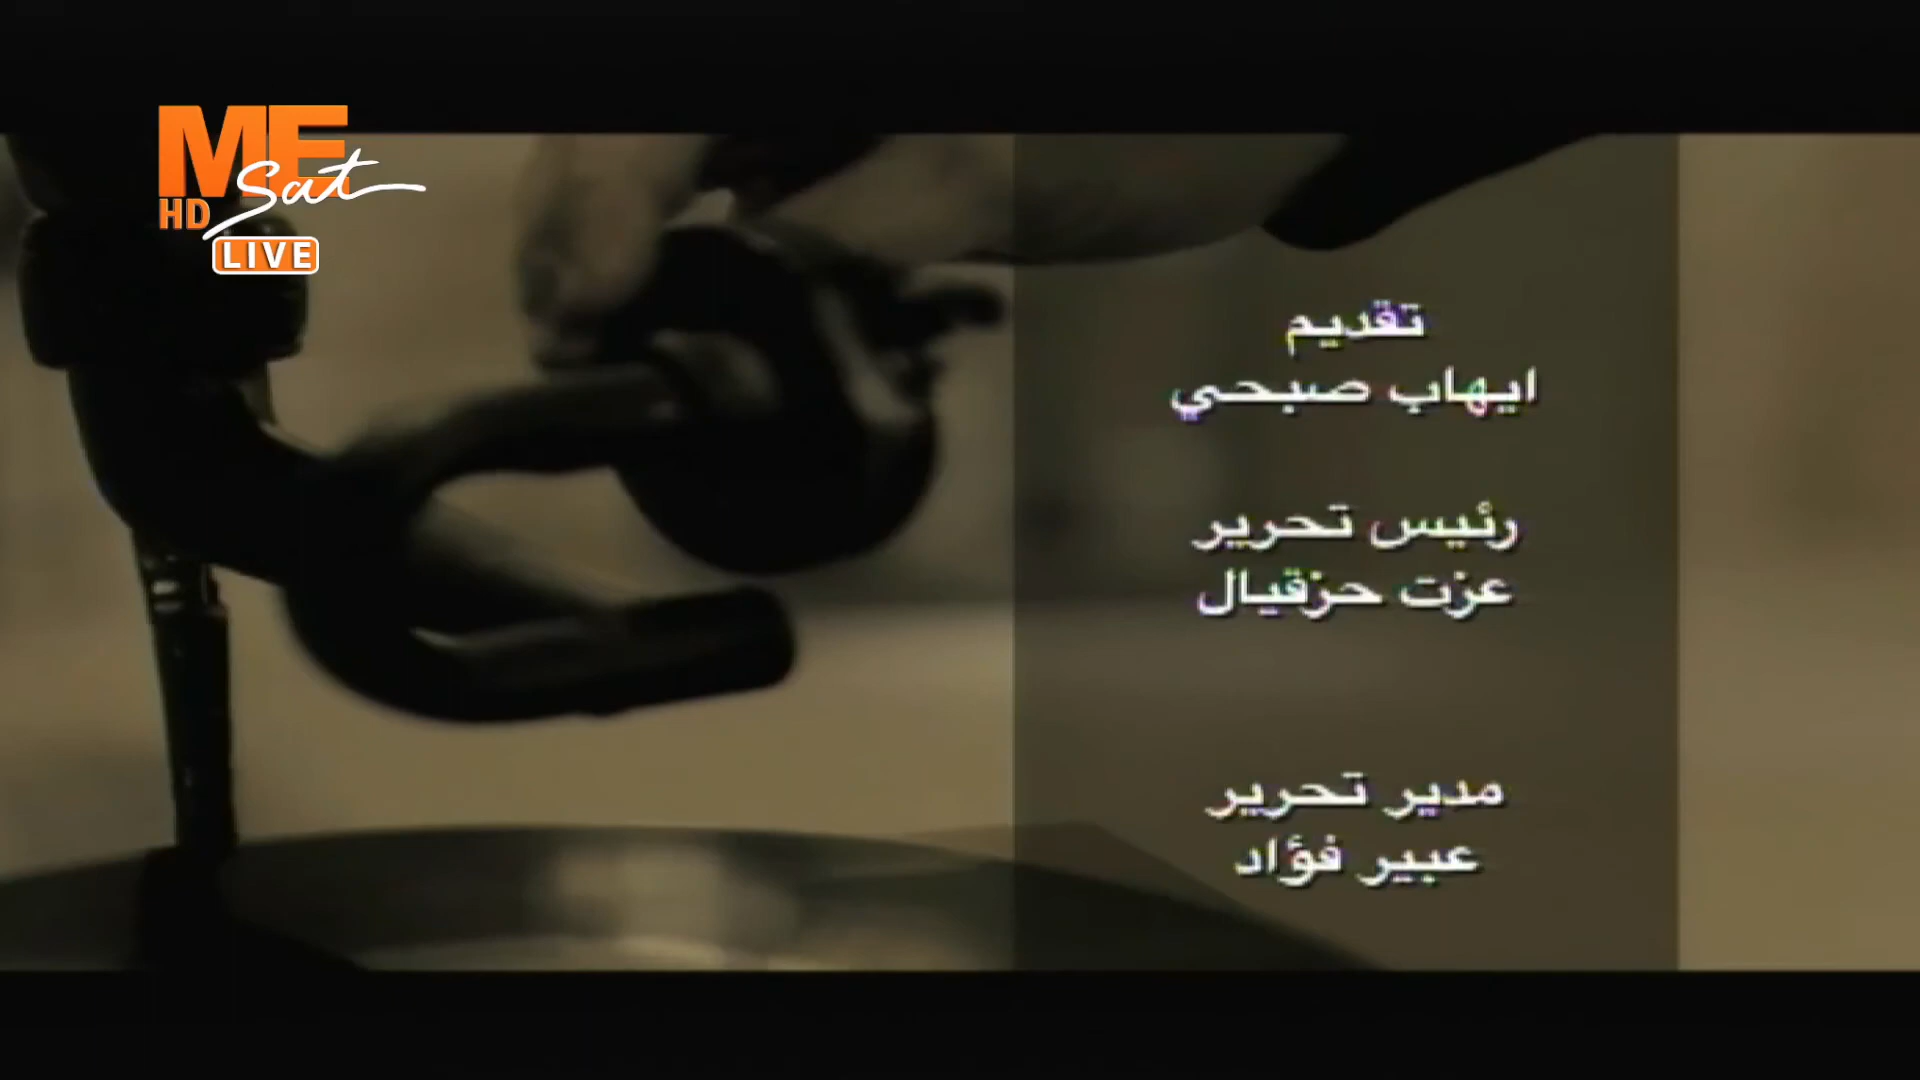 ME
Sat
HD
LIVE
تقديم
ايهاب صبحي
رئيس تحرير
عزت حزقيال
مدير تحرير
عبير فؤاد